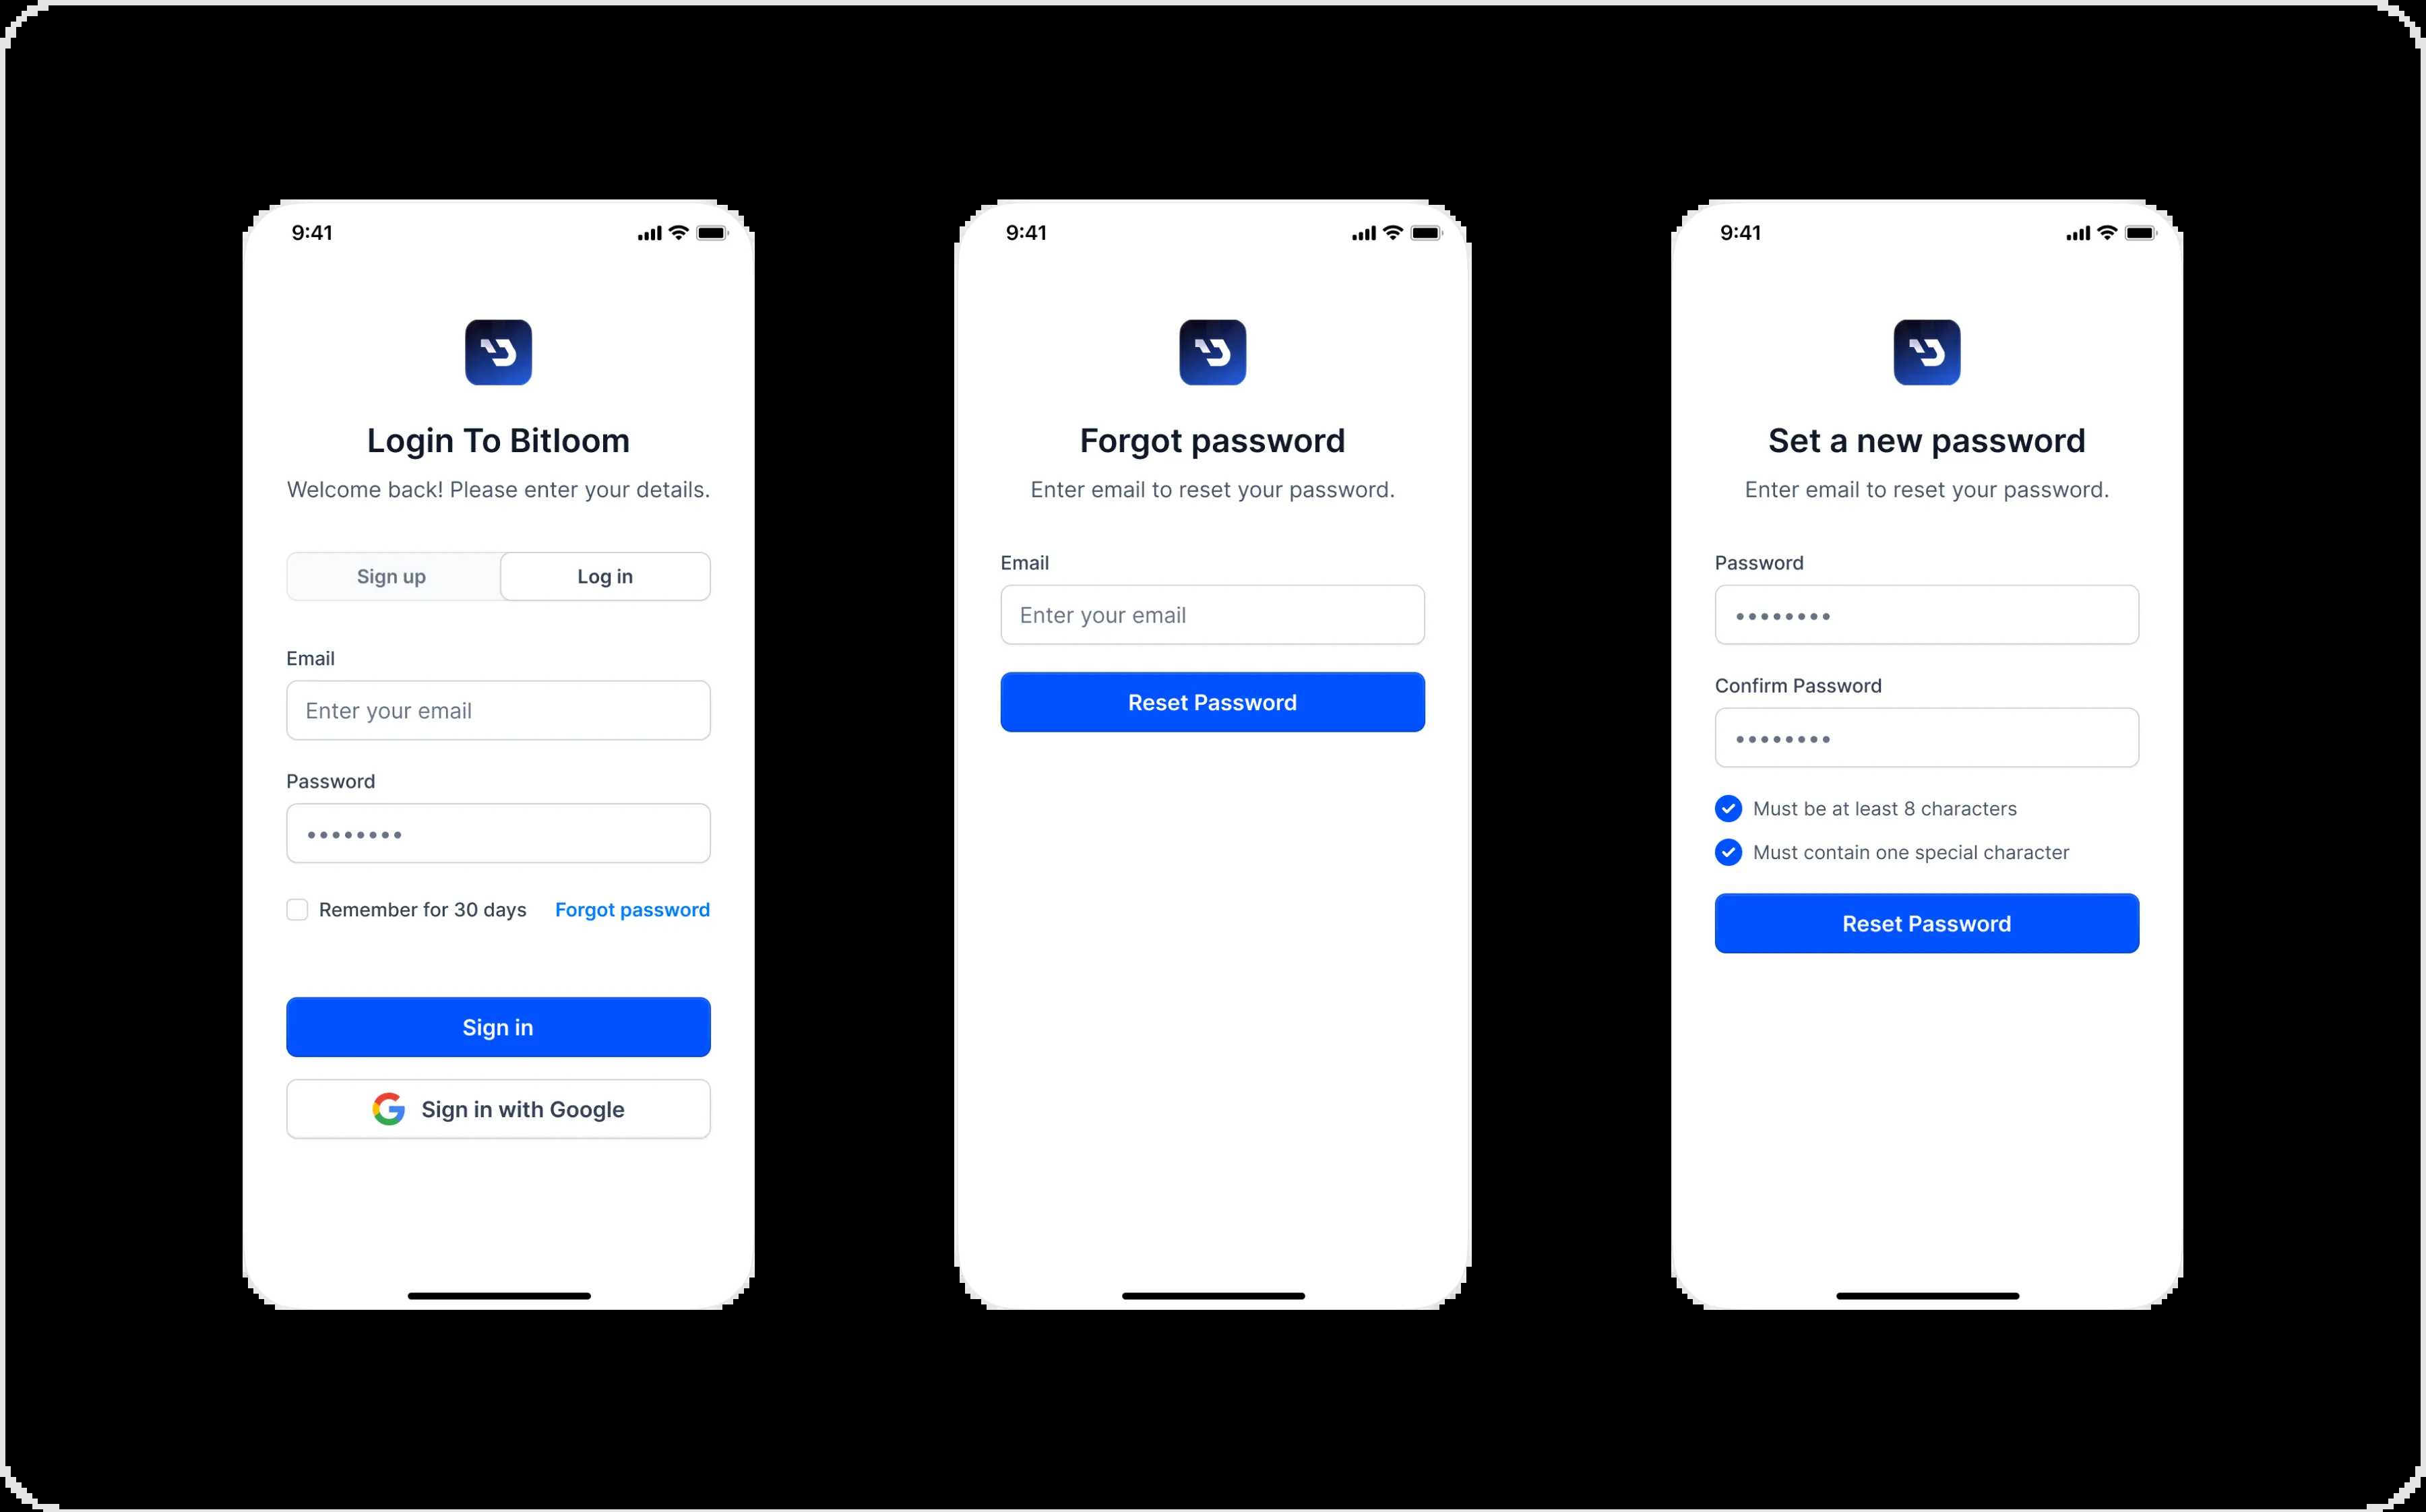 9:41
Login To Bitloom
Welcome back! Please enter your details.
Sign up
Log in
Email
Enter your email
Password
Remember for 30 days
Forgot password
Sign in
Sign in with Google
9:41
Forgot password
Enter email to reset your password.
Email
Enter your email
Reset Password
9:41
Set a new password
Enter email to reset your password.
Password
Confirm Password
Must be at least 8 characters
Must contain one special character
Reset Password